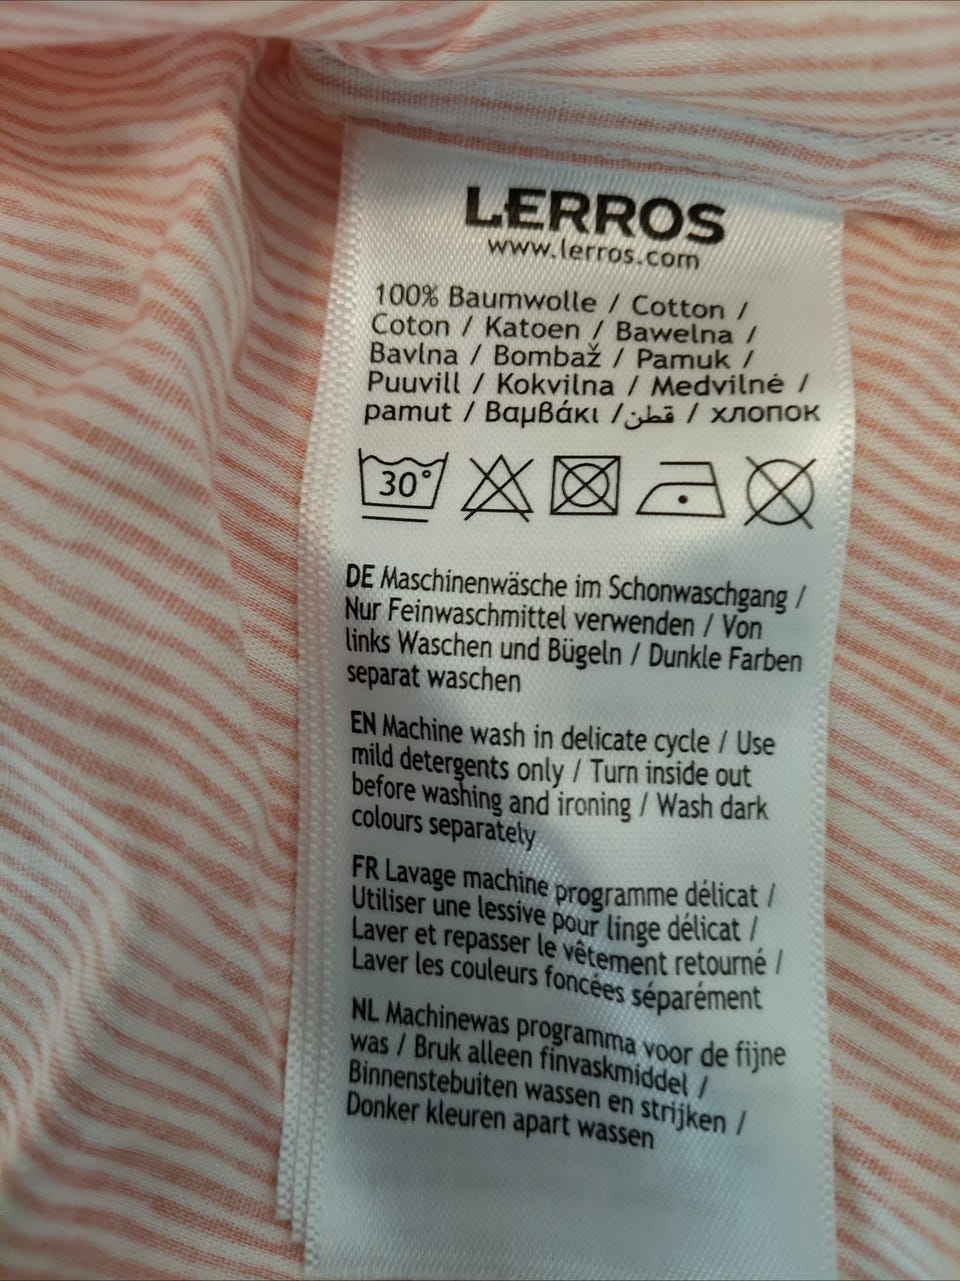 LERROS
www.lerros.com
100% Baumwolle / Cotton /
Coton / Katoen / Bawełna /
Bavlna / Bombaž / Pamuk /
Puuvill / Kokvilna / Medvilnė /
pamut / Βαμβάκι / قطن / хлопок
30°
DE Maschinenwäsche im Schonwaschgang /
Nur Feinwaschmittel verwenden / Von
links Waschen und Bügeln / Dunkle Farben
separat waschen
EN Machine wash in delicate cycle / Use
mild detergents only / Turn inside out
before washing and ironing / Wash dark
colours separately
FR Lavage machine programme délicat /
Utiliser une lessive pour linge délicat /
Laver et repasser le vêtement retourné /
Laver les couleurs foncées séparément
NL Machinewas programma voor de fijne
was / Bruk alleen finvaskmiddel /
Binnenstebuiten wassen en strijken /
Donker kleuren apart wassen